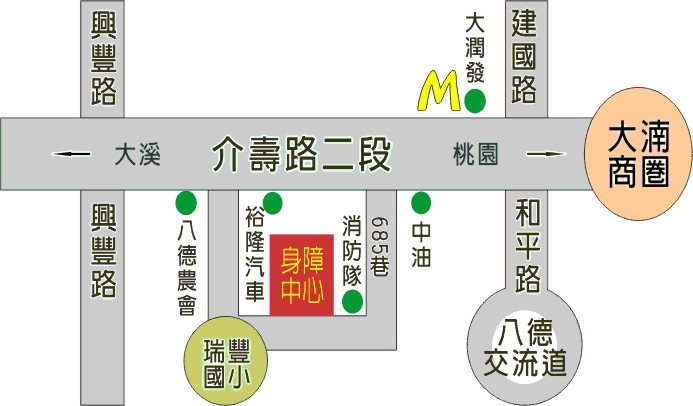 興豐路
大潤發
建國路
M
大湳
商圈
大溪
介壽路二段
桃園
興豐路
八德農會
裕隆汽車
身障
中心
消防隊
685巷
中油
和平路
瑞豐
國小
八德
交流道